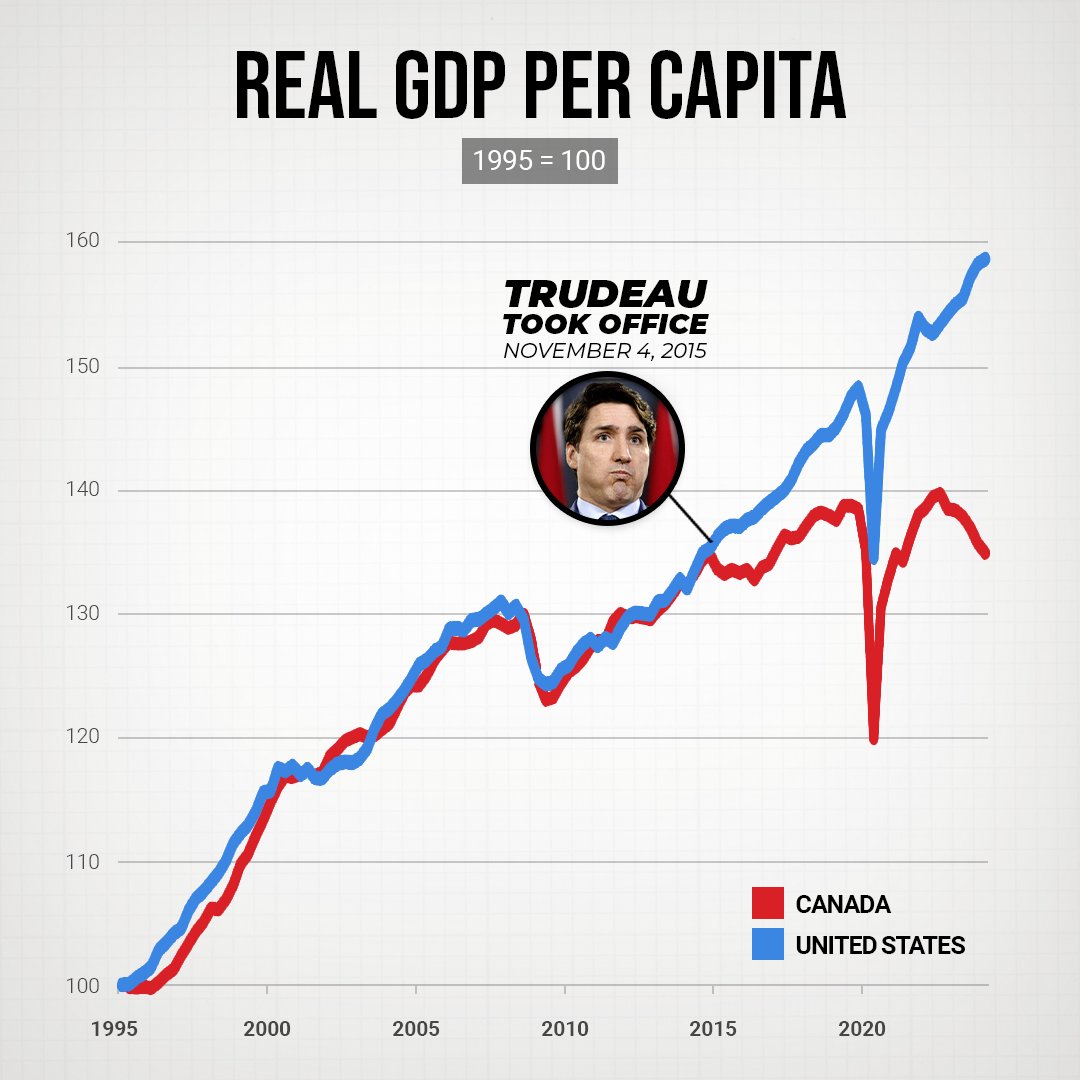 REAL GDP PER CAPITA
1995 = 100
160
TRUDEAU
TOOK OFFICE
NOVEMBER 4, 2015
150
140
130
120
110
CANADA
UNITED STATES
100
1995 2000 2005 2010 2015 2020